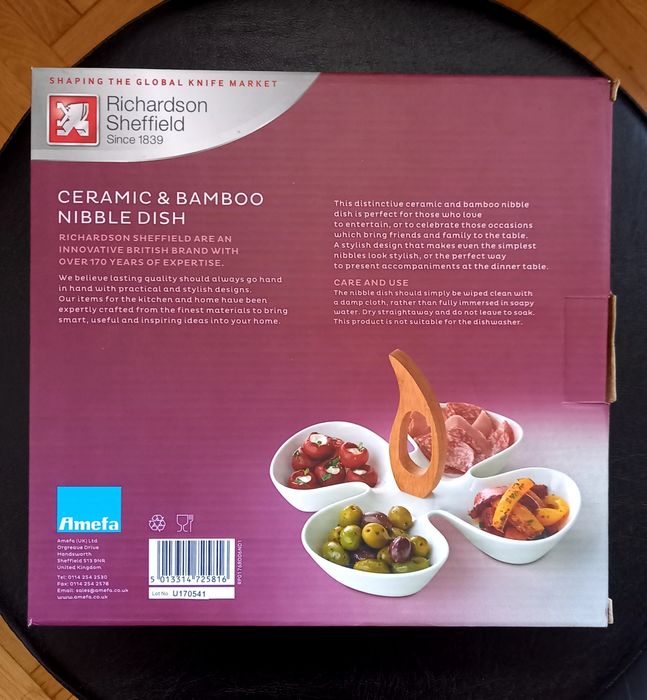 SHAPING THE GLOBAL KNIFE MARKET
Richardson
Sheffield
Since 1839
CERAMIC & BAMBOO
NIBBLE DISH
RICHARDSON SHEFFIELD ARE AN
INNOVATIVE BRITISH BRAND WITH
OVER 170 YEARS OF EXPERTISE.
We believe lasting quality should always go hand
in hand with practical and stylish designs.
Our items for the kitchen and home have been
expertly crafted from the finest materials to bring
smart, useful and inspiring ideas into your home.
This distinctive ceramic and bamboo nibble
dish is perfect for those who love
to entertain, or to celebrate those occasions
which bring friends and family to the table.
A stylish design that makes even the simplest
nibbles look stylish, or the perfect way
to present accompaniments at the dinner table.
CARE AND USE
The nibble dish should simply be wiped clean with
a damp cloth, rather than fully immersed in soapy
water. Dry straightaway and do not leave to soak.
This product is not suitable for the dishwasher.
Amefa
Amefa (UK) Ltd
Orgreave Drive
Handsworth
Sheffield S13 9NR
United Kingdom
Tel: 0114 254 2530
Fax: 0114 254 2578
Email: sales@amefa.co.uk
www.amefa.co.uk
5 013314 725816
Lot No U170541